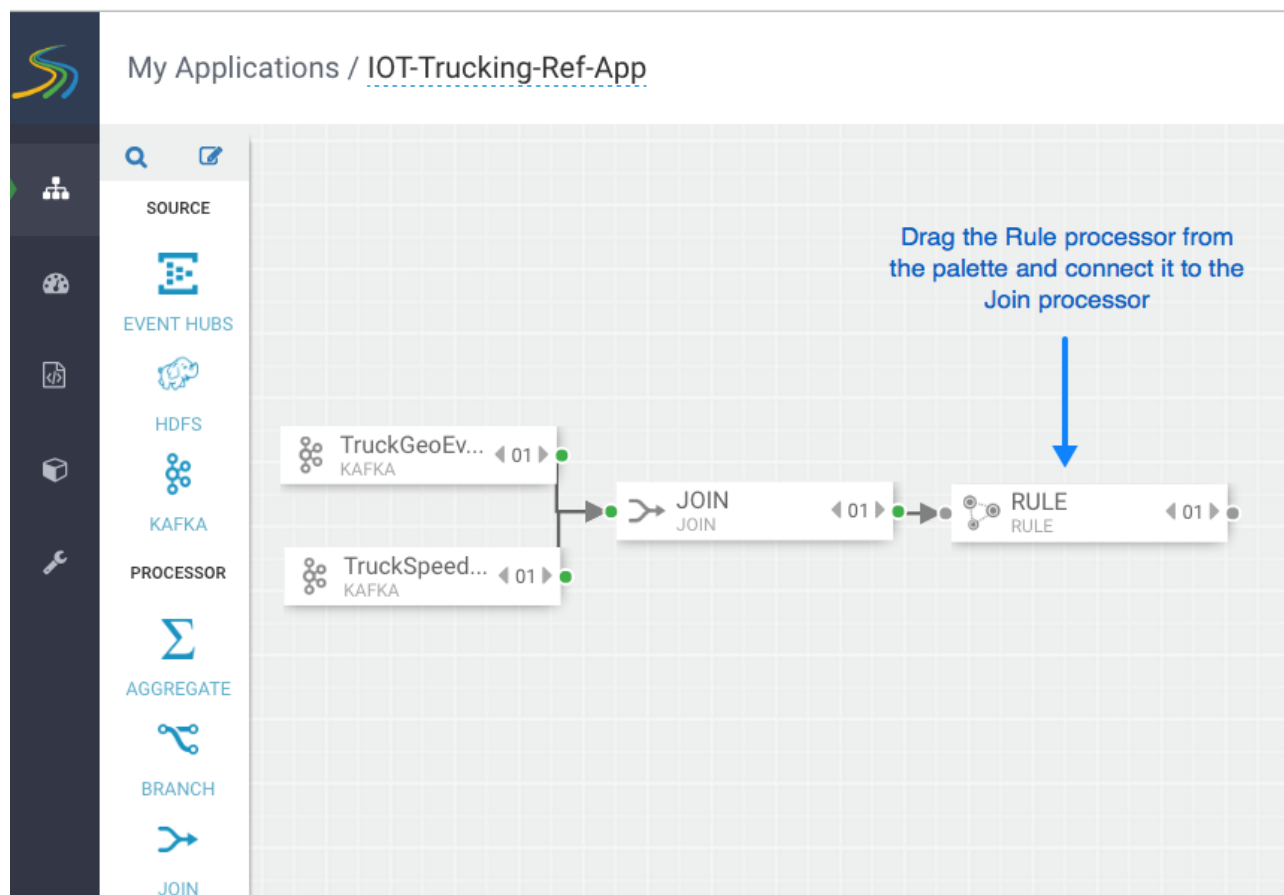 My Applications / IOT-Trucking-Ref-App
SOURCE
EVENT HUBS
HDFS
KAFKA
PROCESSOR
AGGREGATE
BRANCH
JOIN
Drag the Rule processor from
the palette and connect it to the
Join processor
TruckGeoEv...
01
KAFKA
TruckSpeed...
01
KAFKA
JOIN
01
JOIN
RULE
01
RULE